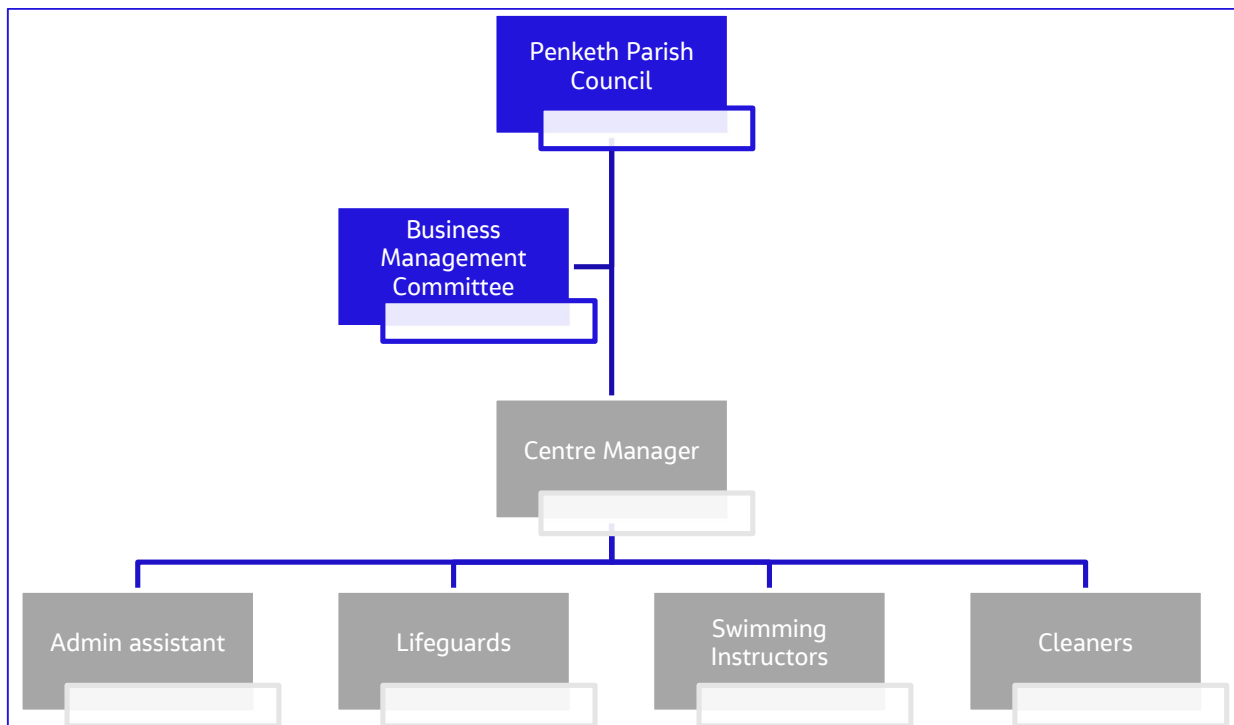 Penketh Parish
Council
Business
Management
Committee
Centre Manager
Admin assistant
Lifeguards
Swimming
Instructors
Cleaners